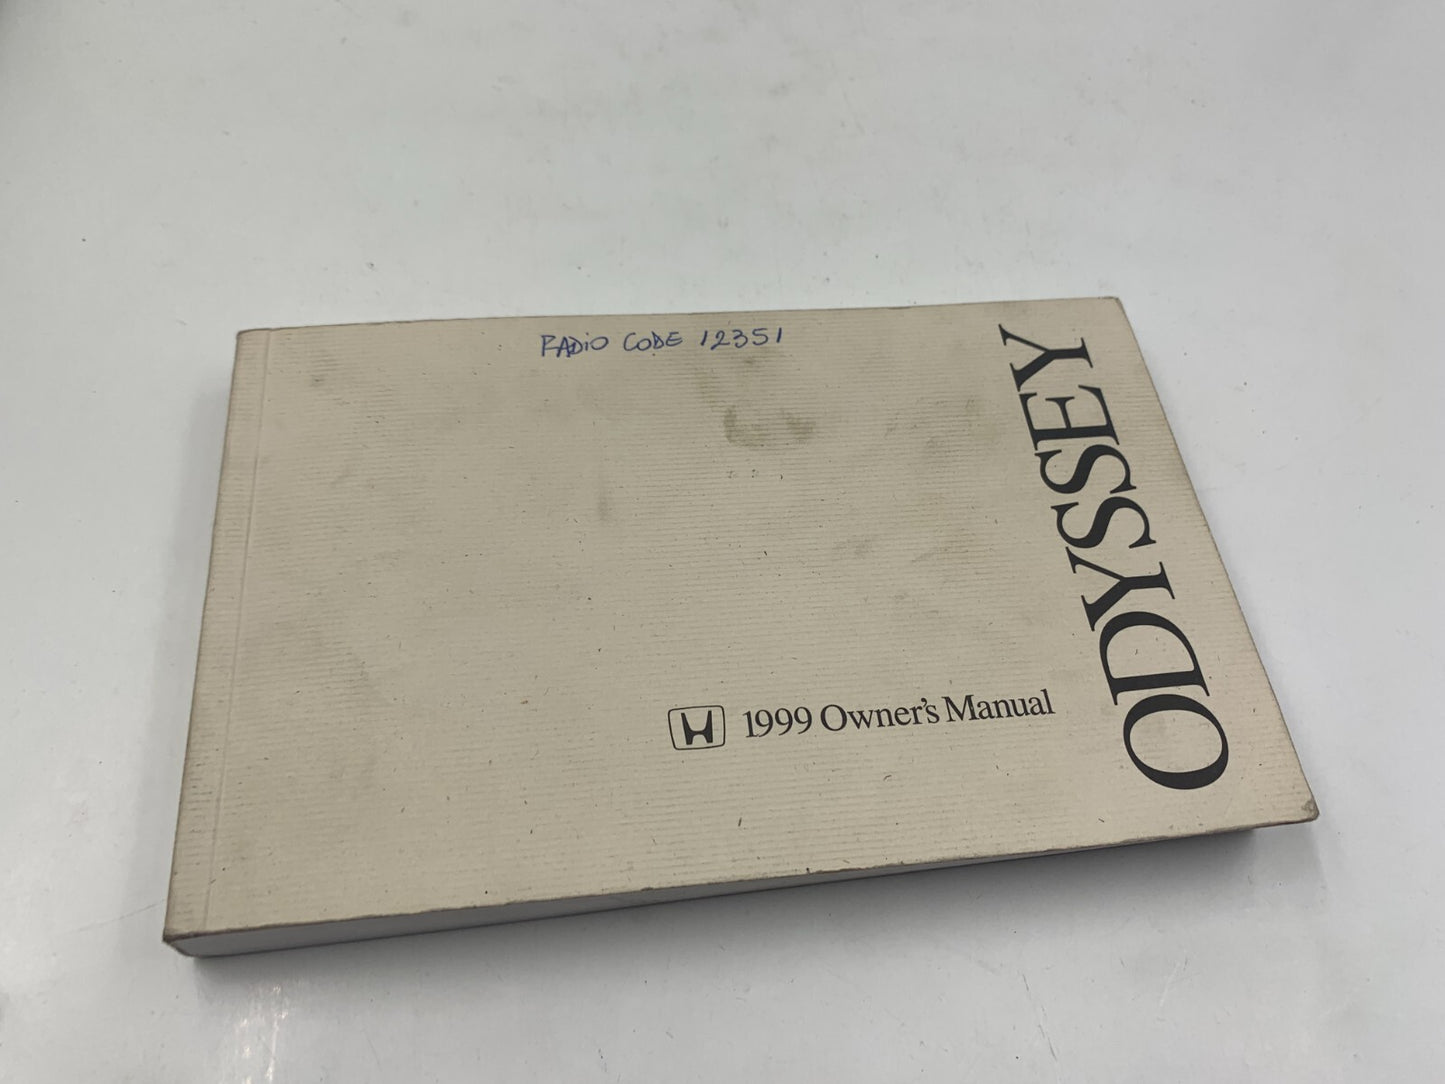 RADIO CODE 12351
ODYSSEY
1999 Owner's Manual